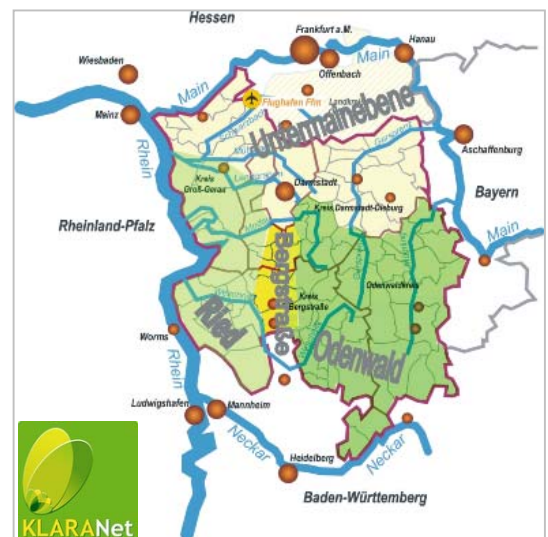 Hessen
Frankfurt a.M.
Hanau
Wiesbaden
Main
Main
Offenbach
Flughafen Ffm
Mainz
Untermainebene
Rhein
Aschaffenburg
Kreis
Groß-Gerau
Darmstadt
Bayern
Kreis Darmstadt-Dieburg
Rheinland-Pfalz
Main
Bergstraße
Kreis
Bergstraße
Odenwaldkreis
Ried
Odenwald
Worms
Rhein
Ludwigshafen
Mannheim
Neckar
Heidelberg
Neckar
Baden-Württemberg
KLARANet